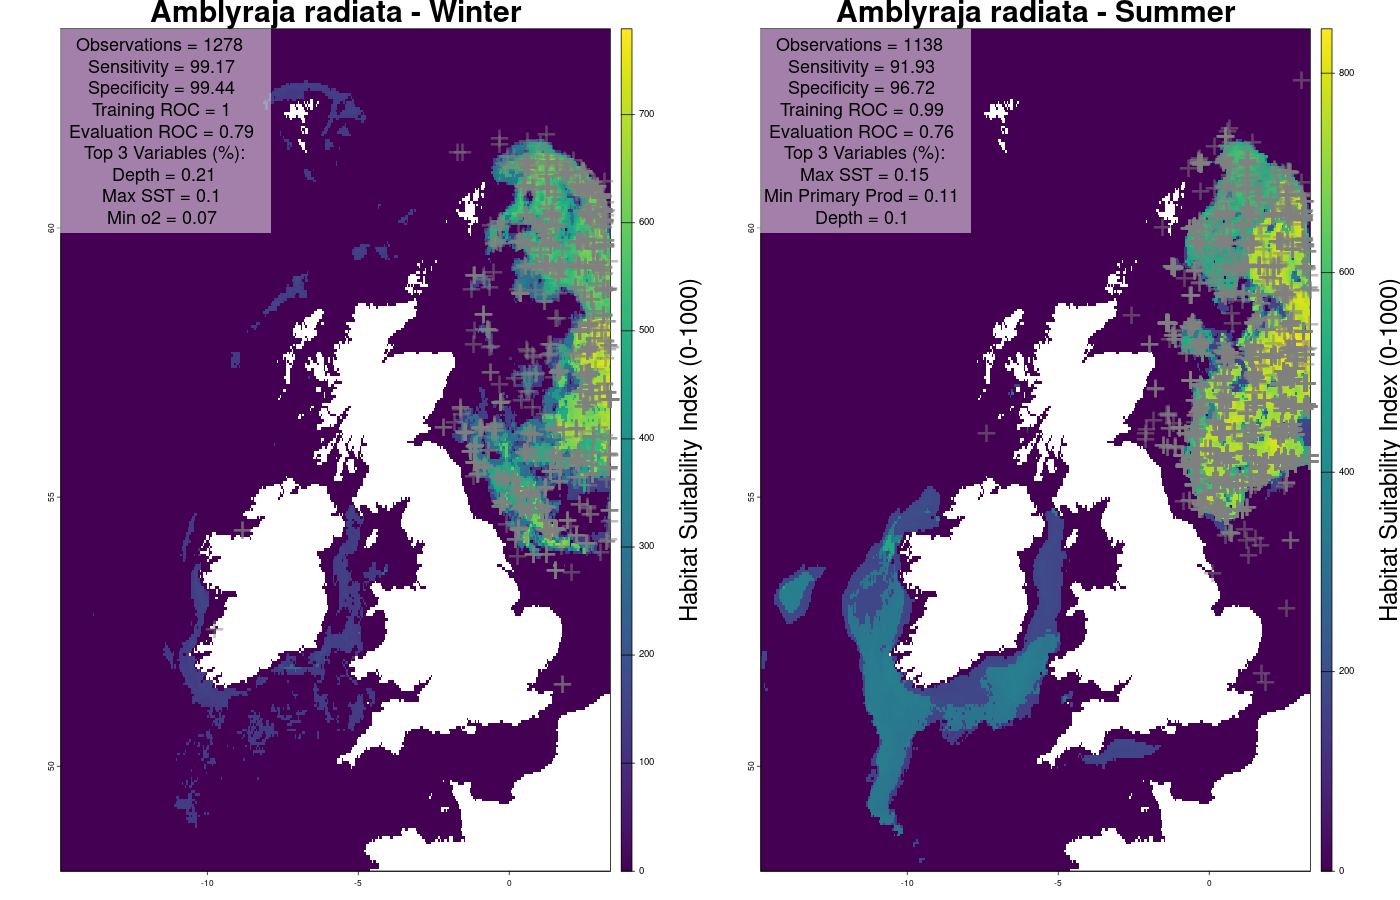 Amblyraja radiata - Winter
Observations = 1278
Sensitivity = 99.17
Specificity = 99.44
Training ROC = 1
Evaluation ROC = 0.79
Top 3 Variables (%):
Depth = 0.21
Max SST = 0.1
Min o2 = 0.07
60
55
50
-10
-5
0
700
600
500
400
300
200
100
0
Habitat Suitability Index (0-1000)
Amblyraja radiata - Summer
Observations = 1138
Sensitivity = 91.93
Specificity = 96.72
Training ROC = 0.99
Evaluation ROC = 0.76
Top 3 Variables (%):
Max SST = 0.15
Min Primary Prod = 0.11
Depth = 0.1
60
55
50
-10
-5
0
800
600
400
200
0
Habitat Suitability Index (0-1000)